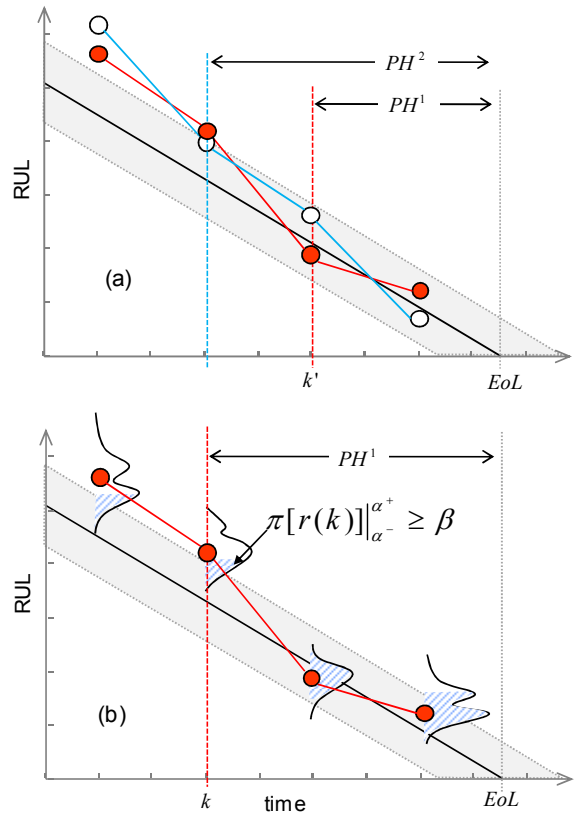 PH²
PH¹
RUL
(a)
k'
EoL
PH¹
π[r(k)]|α⁺α⁻ ≥ β
RUL
(b)
k
time
EoL